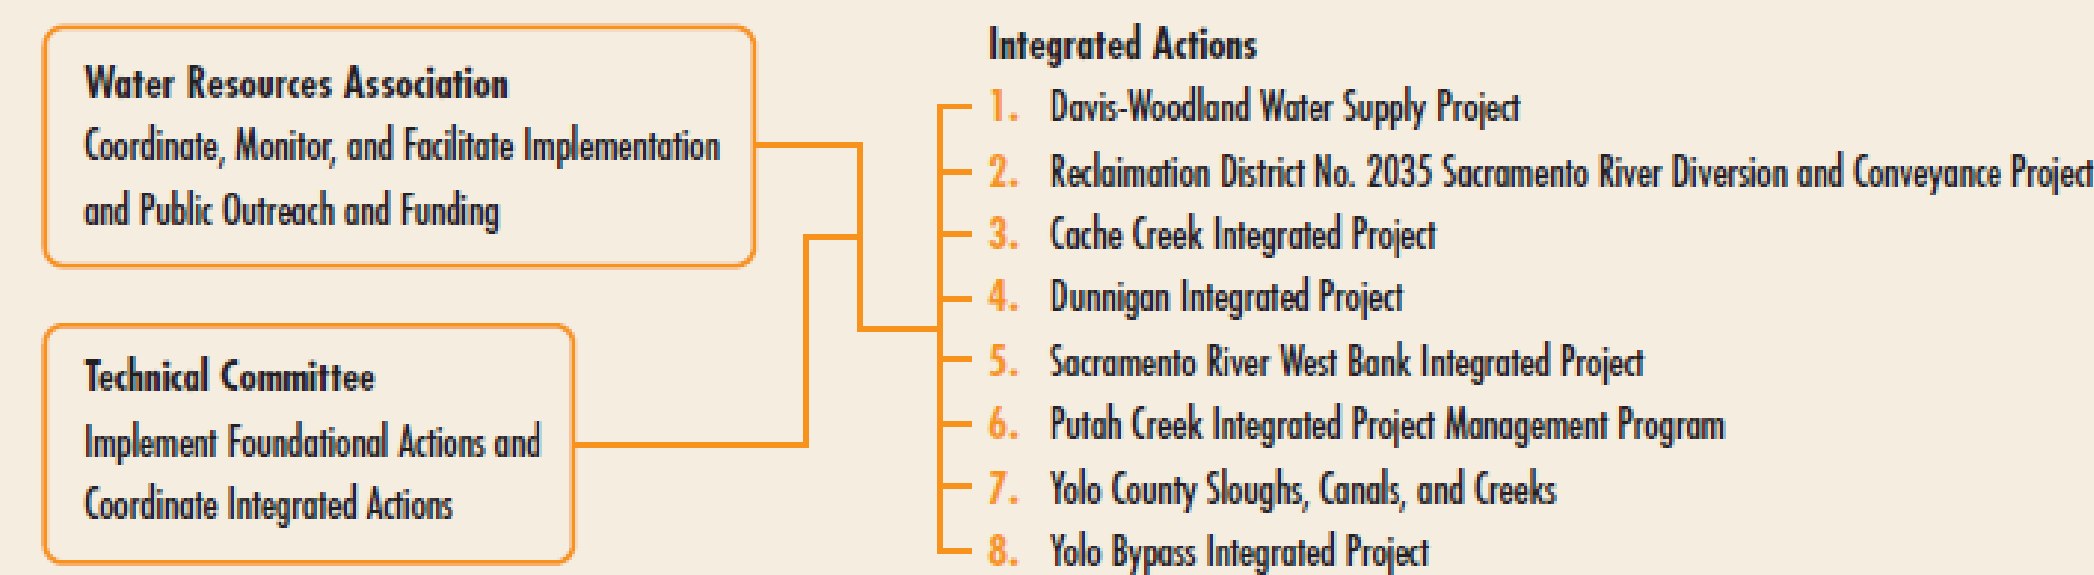 Water Resources Association
Coordinate, Monitor, and Facilitate Implementation
and Public Outreach and Funding
Technical Committee
Implement Foundational Actions and
Coordinate Integrated Actions
Integrated Actions
1. Davis-Woodland Water Supply Project
2. Reclaimation District No. 2035 Sacramento River Diversion and Conveyance Project
3. Cache Creek Integrated Project
4. Dunnigan Integrated Project
5. Sacramento River West Bank Integrated Project
6. Putah Creek Integrated Project Management Program
7. Yolo County Sloughs, Canals, and Creeks
8. Yolo Bypass Integrated Project